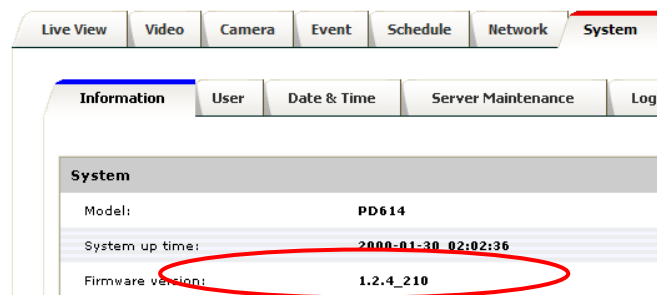 Live View Video Camera Event Schedule Network System
Information User Date & Time Server Maintenance Log
System
Model: PD614
System up time: 2000-01-30 02:02:36
Firmware version: 1.2.4_210